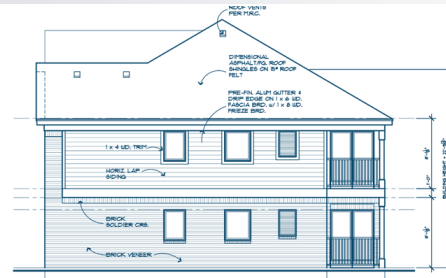 ROOF VENTS
PER M.R.C.
DIMENSIONAL
ASPHALT/FG. ROOF
SHINGLES ON 15# ROOF
FELT
PRE-FIN. ALUM GUTTER &
DRIP EDGE ON 1 x 6 WD.
FASCIA BRD. w/ 1 x 8 WD.
FRIEZE BRD.
1 x 4 WD. TRIM
HORIZ. LAP
SIDING
BRICK
SOLDIER CRS.
BRICK VENEER